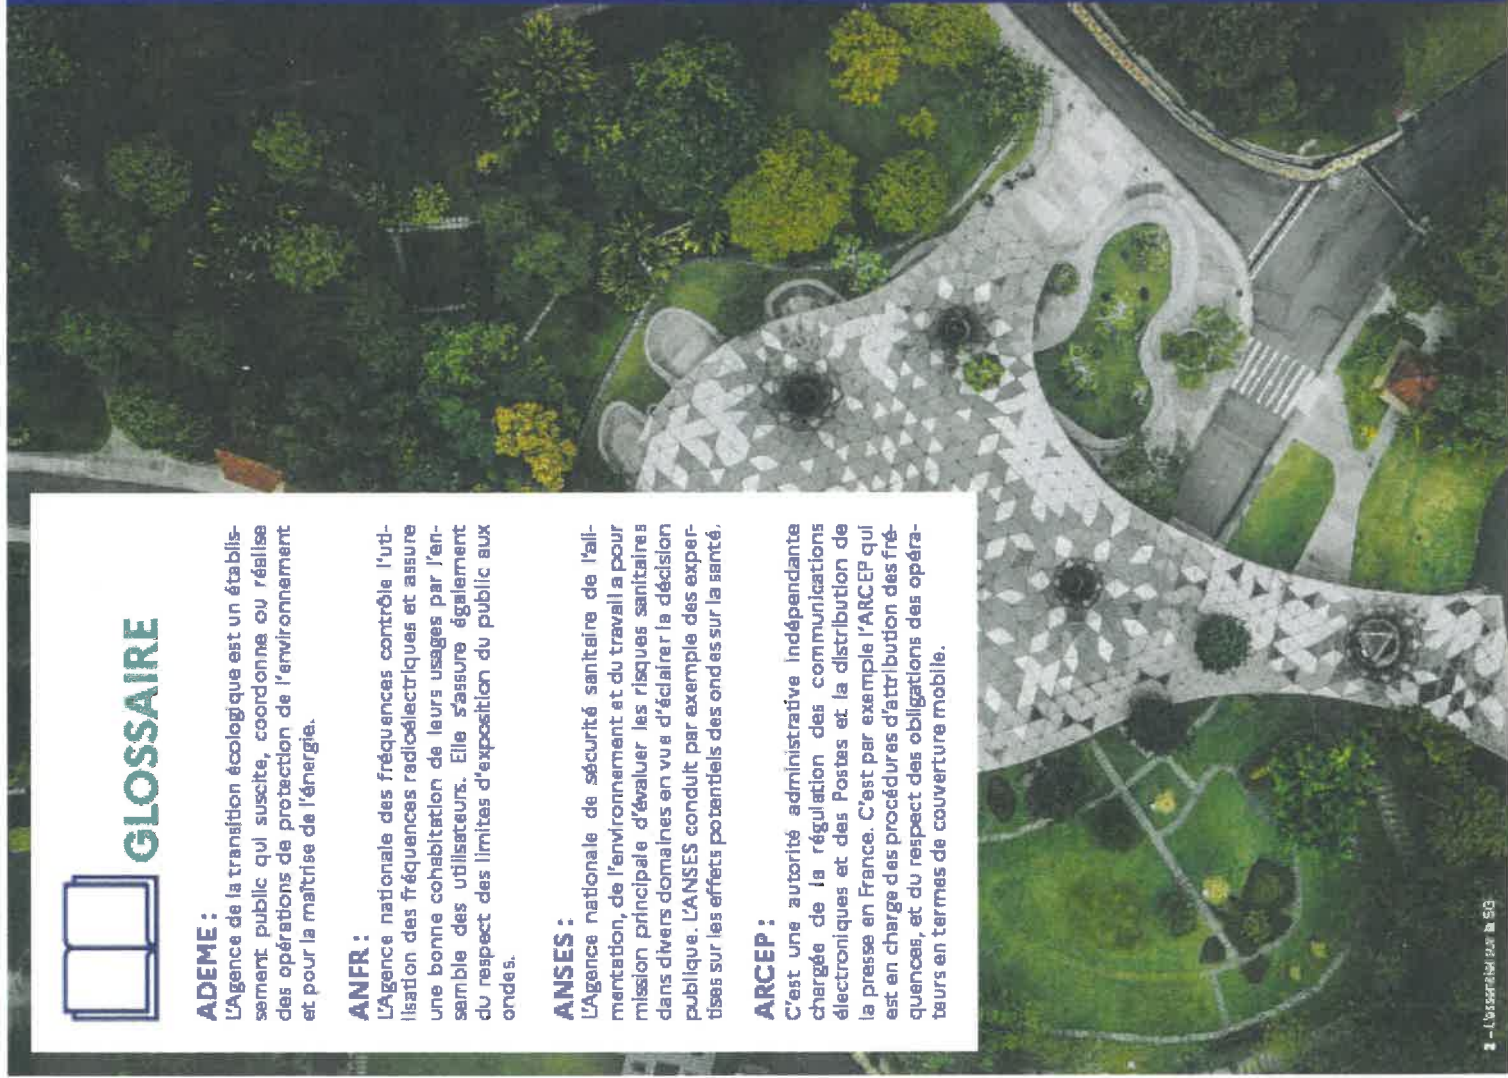 GLOSSAIRE
ADEME :
L'Agence de la transition écologique est un établis-
sement public qui suscite, coordonne ou réalise
des opérations de protection de l'environnement
et pour la maîtrise de l'énergie.
ANFR :
L'Agence nationale des fréquences contrôle l'uti-
lisation des fréquences radioélectriques et assure
une bonne cohabitation de leurs usages par l'en-
semble des utilisateurs. Elle s'assure également
du respect des limites d'exposition du public aux
ondes.
ANSES :
L'Agence nationale de sécurité sanitaire de l'ali-
mentation, de l'environnement et du travail a pour
mission principale d'évaluer les risques sanitaires
dans divers domaines en vue d'éclairer la décision
publique. L'ANSES conduit par exemple des exper-
tises sur les effets potentiels des ondes sur la santé.
ARCEP :
C'est une autorité administrative indépendante
chargée de la régulation des communications
électroniques et des Postes et la distribution de
la presse en France. C'est par exemple l'ARCEP qui
est en charge des procédures d'attribution des fré-
quences, et du respect des obligations des opéra-
teurs en termes de couverture mobile.
2 – L'essentiel sur la 5G